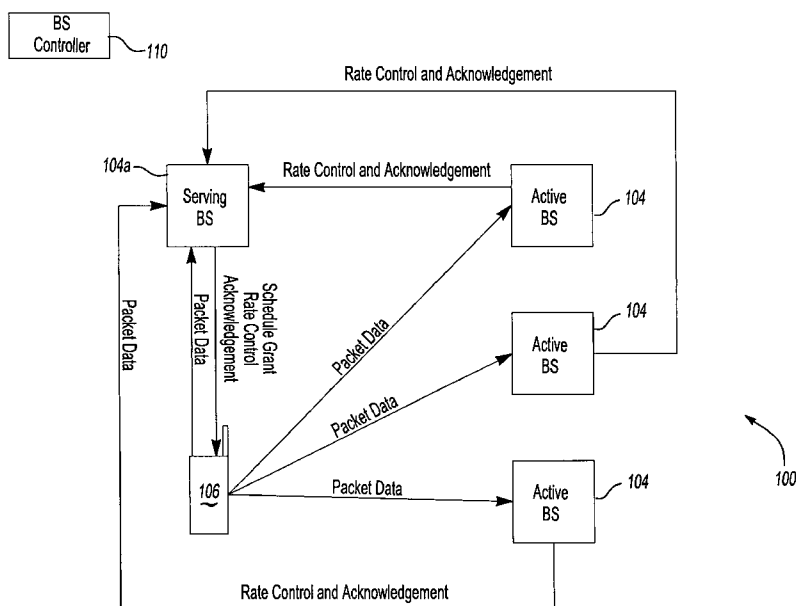 BS
Controller
110
Rate Control and Acknowledgement
104a
Rate Control and Acknowledgement
Serving
BS
Active
BS
104
Packet Data
Packet Data
Schedule Grant
Rate Control
Acknowledgement
Packet Data
104
Active
BS
Packet Data
106
Packet Data
Active
BS
104
100
Rate Control and Acknowledgement